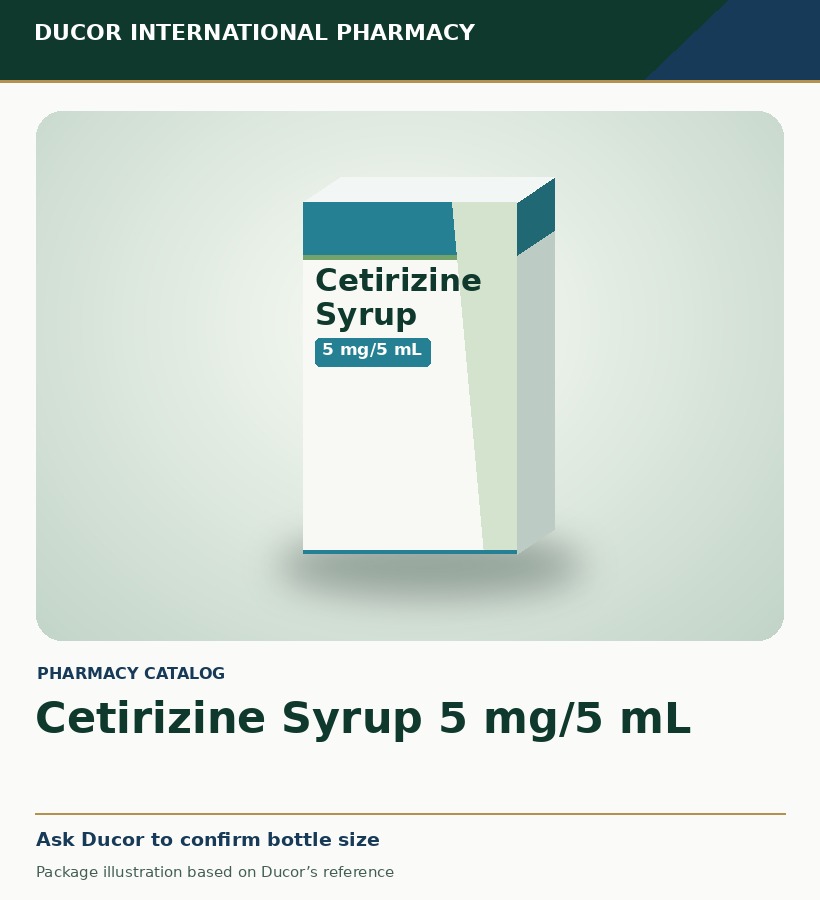 DUCOR INTERNATIONAL PHARMACY
Cetirizine
Syrup
5 mg/5 mL
PHARMACY CATALOG
Cetirizine Syrup 5 mg/5 mL
Ask Ducor to confirm bottle size
Package illustration based on Ducor’s reference